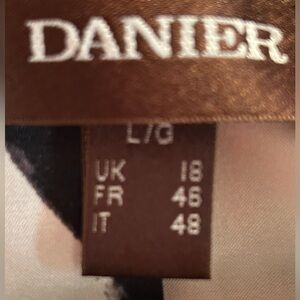 DANIER
L/G
UK 18
FR 46
IT 48